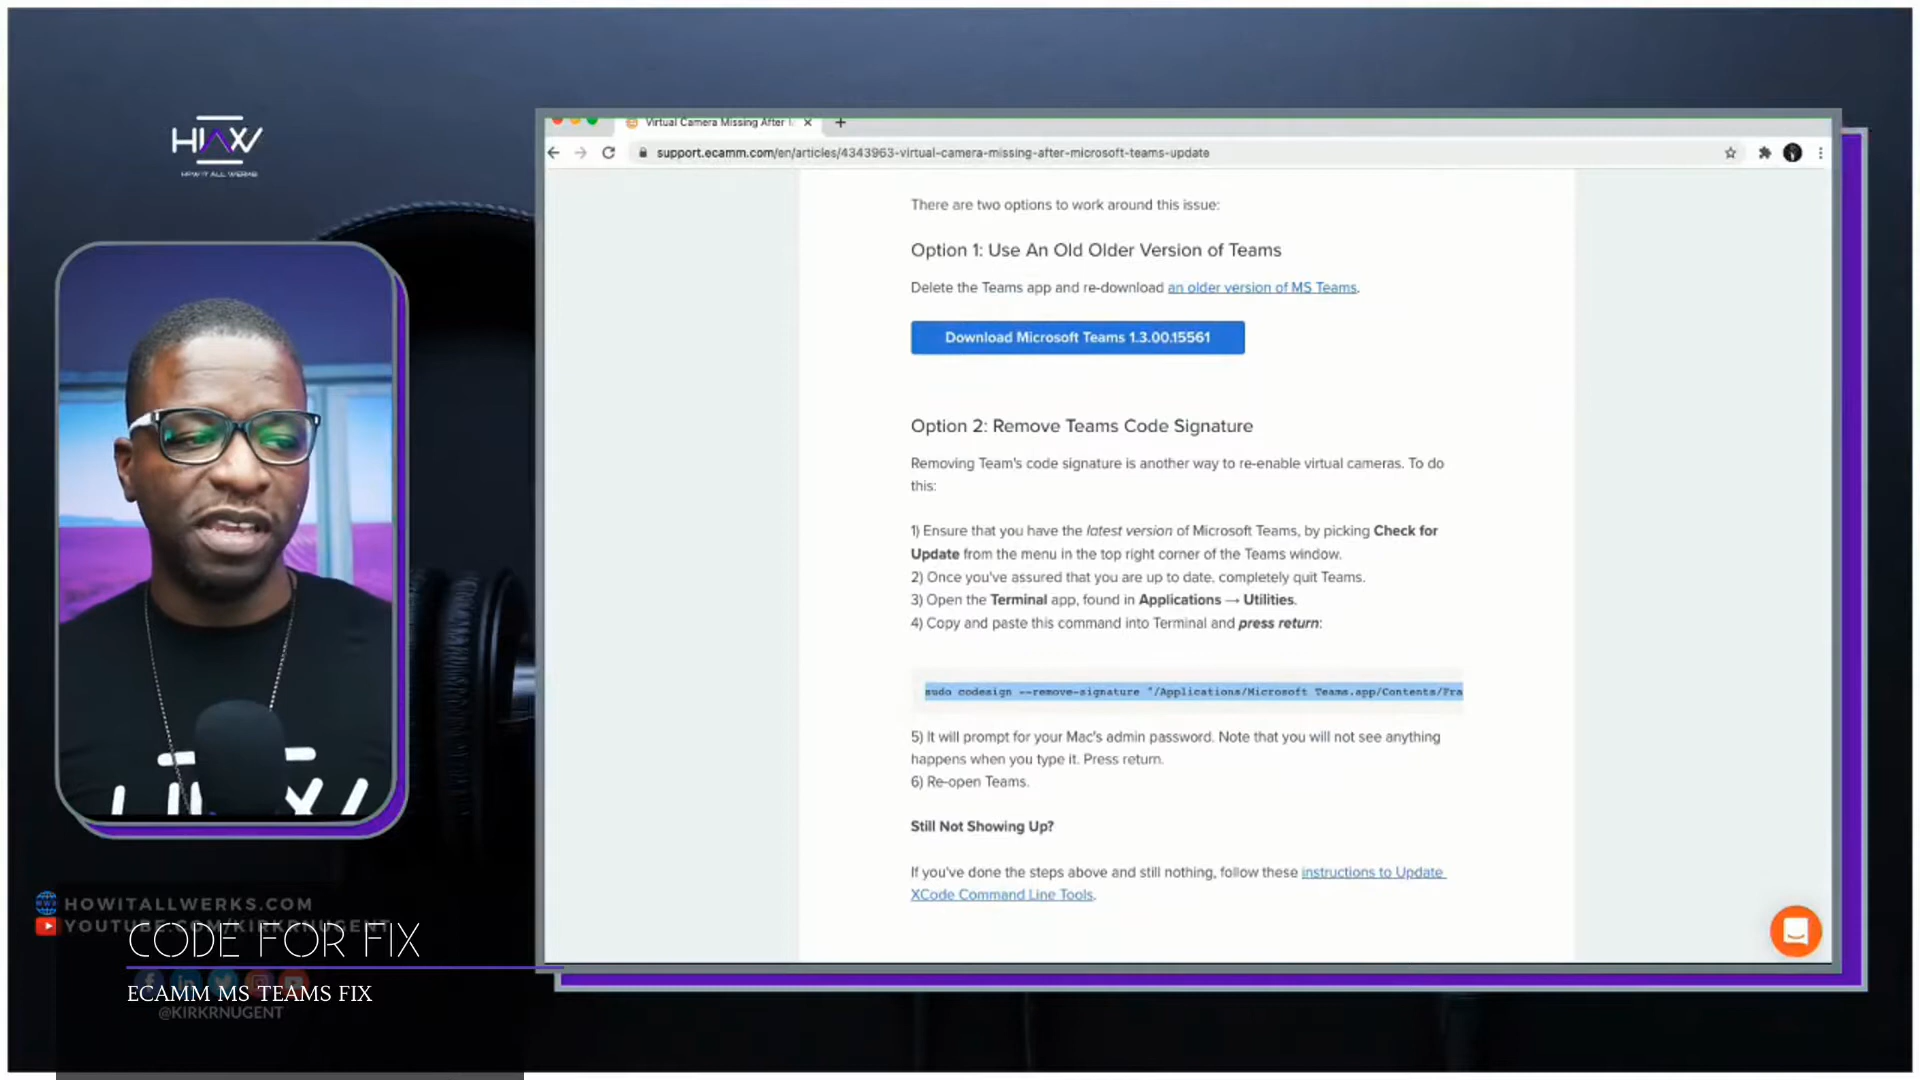 HIAW
HOW IT ALL WERKS
Virtual Camera Missing After
support.ecamm.com/en/articles/4343963-virtual-camera-missing-after-microsoft-teams-update
There are two options to work around this issue:
Option 1: Use An Old Older Version of Teams
Delete the Teams app and re-download an older version of MS Teams.
Download Microsoft Teams 1.3.00.15561
Option 2: Remove Teams Code Signature
Removing Team's code signature is another way to re-enable virtual cameras. To do
this:
1) Ensure that you have the latest version of Microsoft Teams, by picking Check for
Update from the menu in the top right corner of the Teams window.
2) Once you've assured that you are up to date, completely quit Teams.
3) Open the Terminal app, found in Applications → Utilities.
4) Copy and paste this command into Terminal and press return:
sudo codesign --remove-signature "/Applications/Microsoft Teams.app/Contents/Fra
5) It will prompt for your Mac's admin password. Note that you will not see anything
happens when you type it. Press return.
6) Re-open Teams.
Still Not Showing Up?
If you've done the steps above and still nothing, follow these instructions to Update
XCode Command Line Tools.
HOWITALLWERKS.COM
YOUTUBE.COM/KIRKRNUGENT
CODE FOR FIX
ECAMM MS TEAMS FIX
@KIRKRNUGENT